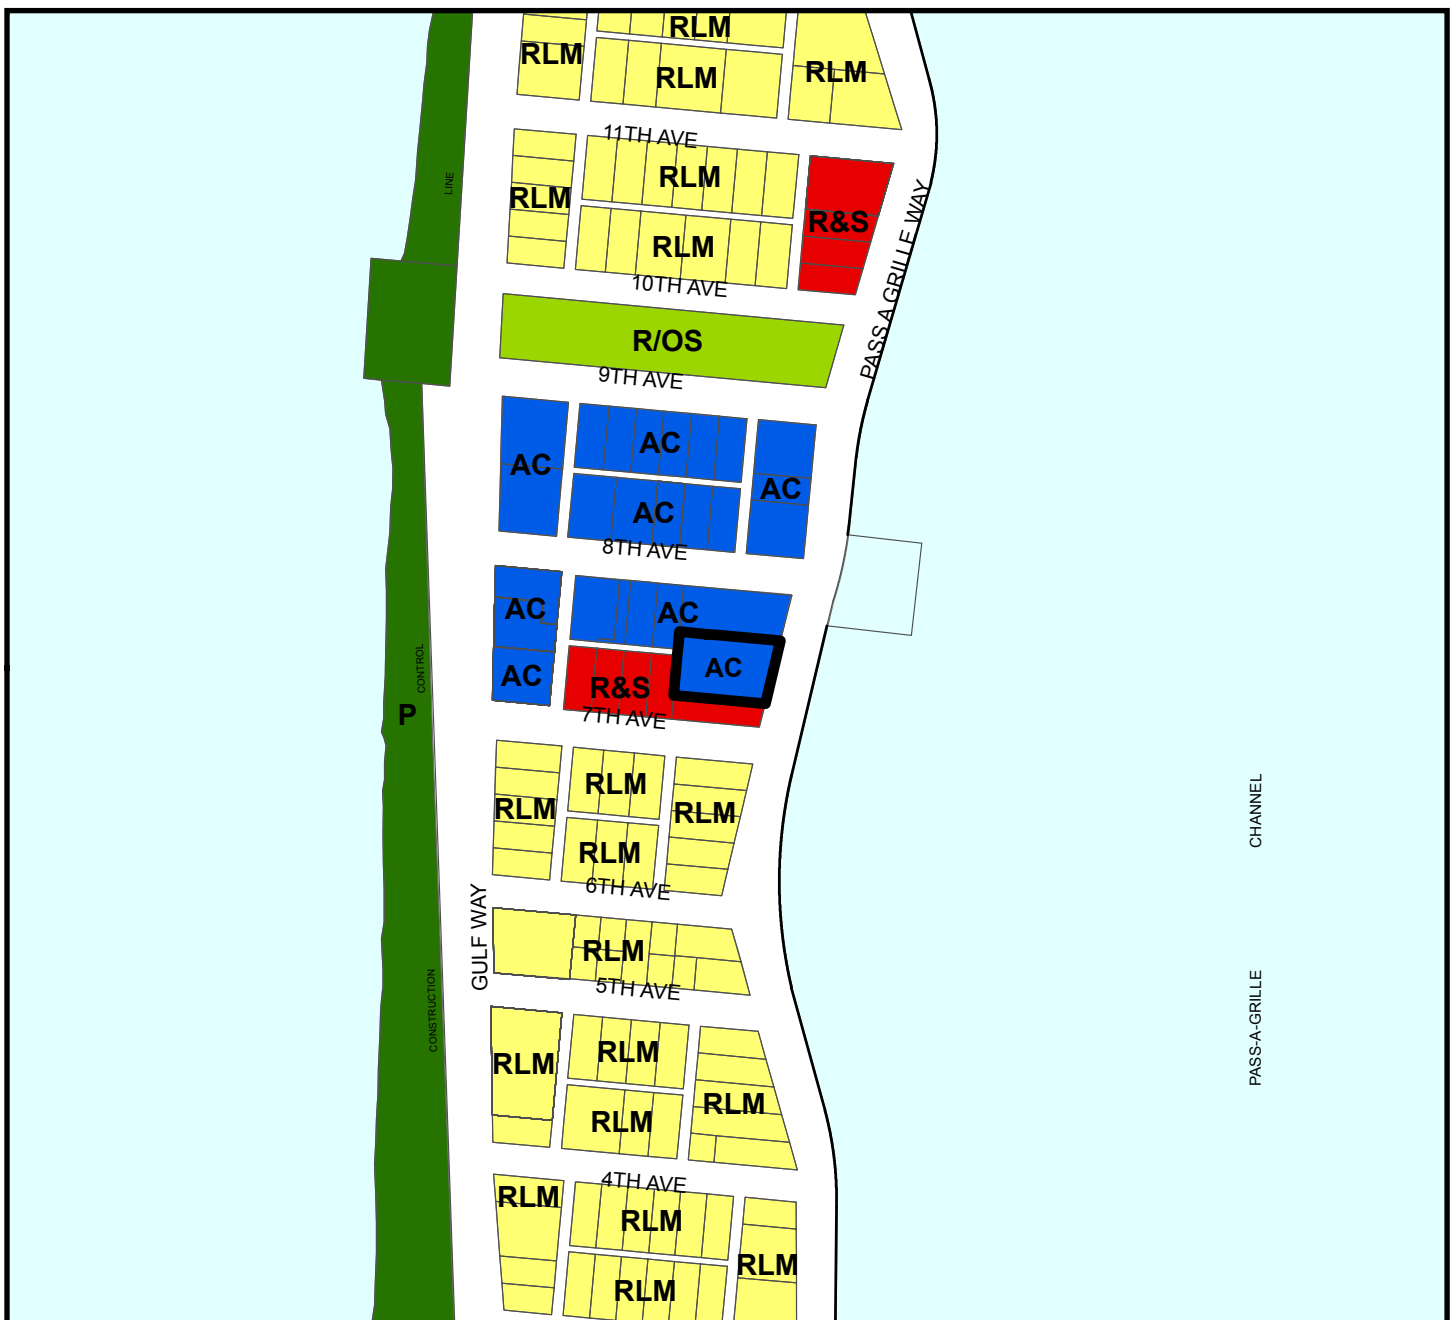 RLM
RLM
RLM
RLM
11TH AVE
RLM
RLM
RLM
R&S
10TH AVE
LINE
PASS A GRILLE WAY
R/OS
9TH AVE
AC
AC
AC
AC
8TH AVE
AC
AC
AC
AC
R&S
7TH AVE
CONTROL
P
RLM
RLM
RLM
RLM
6TH AVE
GULF WAY
RLM
5TH AVE
CONSTRUCTION
RLM
RLM
RLM
RLM
4TH AVE
RLM
RLM
RLM
RLM
CHANNEL
PASS-A-GRILLE